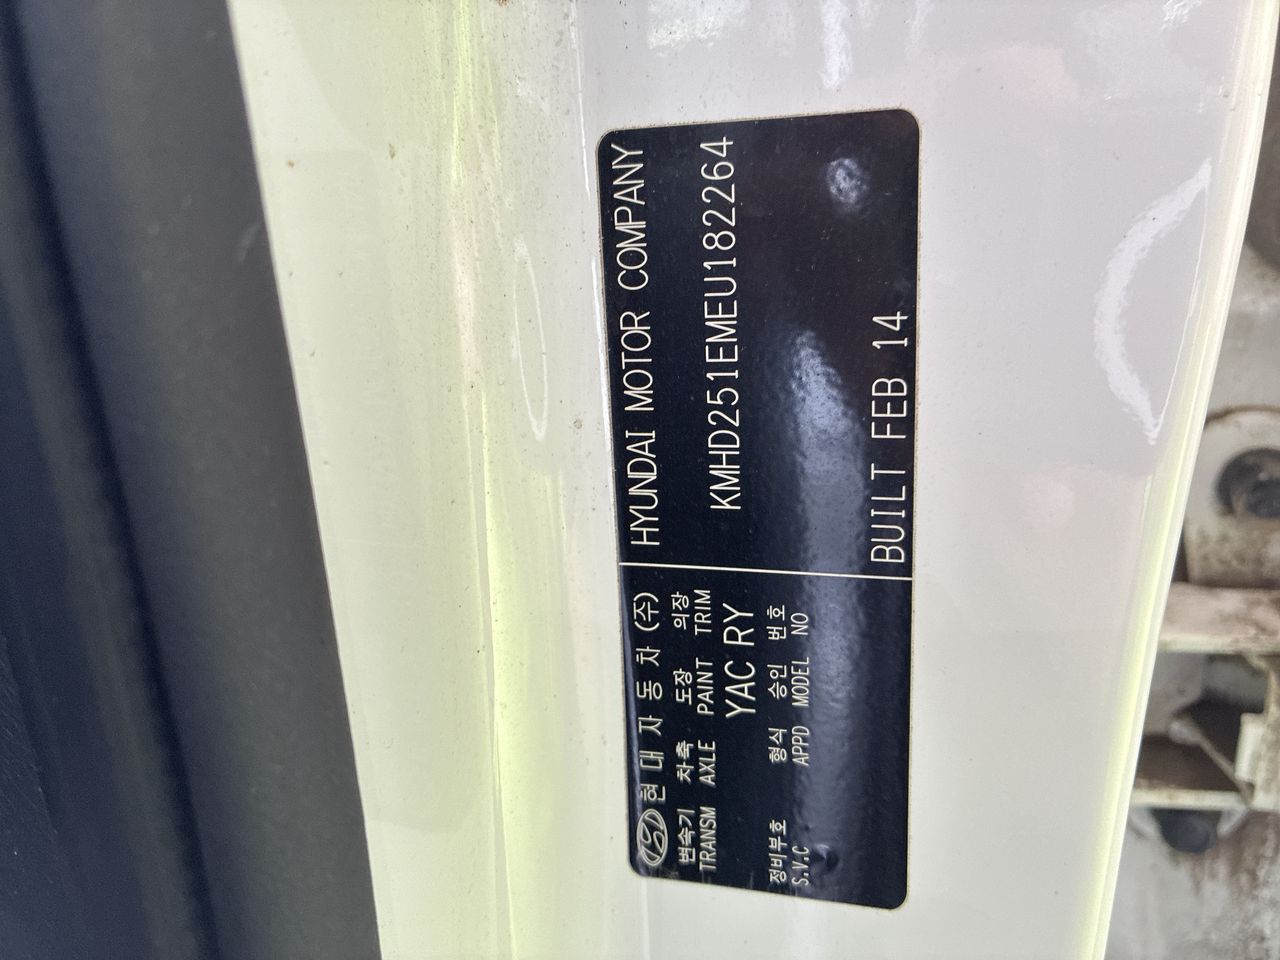 현대자동차(주)
변속기 차축 도장 의장
TRANSM AXLE PAINT TRIM
YAC RY
정비부호 형식 승인 번호
S.V.C APPD MODEL NO
HYUNDAI MOTOR COMPANY
KMHD251EMEU182264
BUILT FEB 14